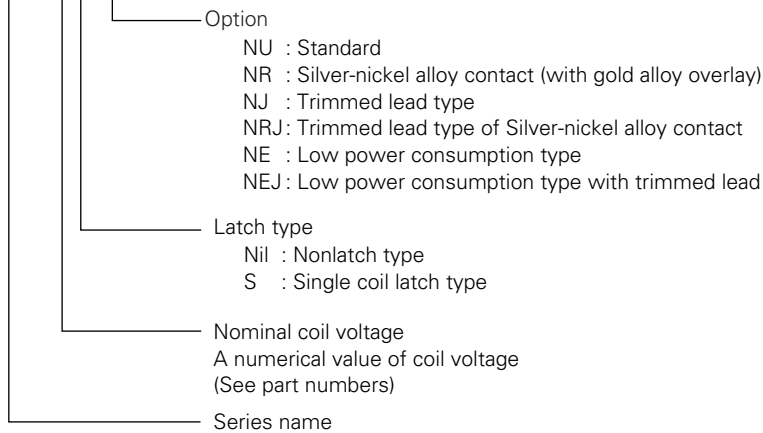 Option
NU : Standard
NR : Silver-nickel alloy contact (with gold alloy overlay)
NJ : Trimmed lead type
NRJ : Trimmed lead type of Silver-nickel alloy contact
NE : Low power consumption type
NEJ : Low power consumption type with trimmed lead
Latch type
Nil : Nonlatch type
S : Single coil latch type
Nominal coil voltage
A numerical value of coil voltage
(See part numbers)
Series name